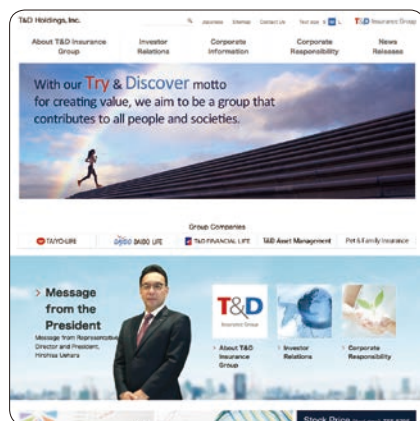 T&D Holdings, Inc.
Japanese Sitemap Contact Us Text size M L T&D Insurance Group
About T&D Insurance
Group
Investor
Relations
Corporate
Information
Corporate
Responsibility
News
Releases
With our Try & Discover motto
for creating value, we aim to be a group that
contributes to all people and societies.
Group Companies
TAIYO LIFE DAIDO LIFE T&D FINANCIAL LIFE T&D Asset Management Pet & Family Insurance
Message
from the
President
Message from Representative
Director and President,
Hirohisa Uehara
T&D
Insurance Group
About T&D
Insurance
Group
Investor
Relations
Corporate
Responsibility
Stock Price